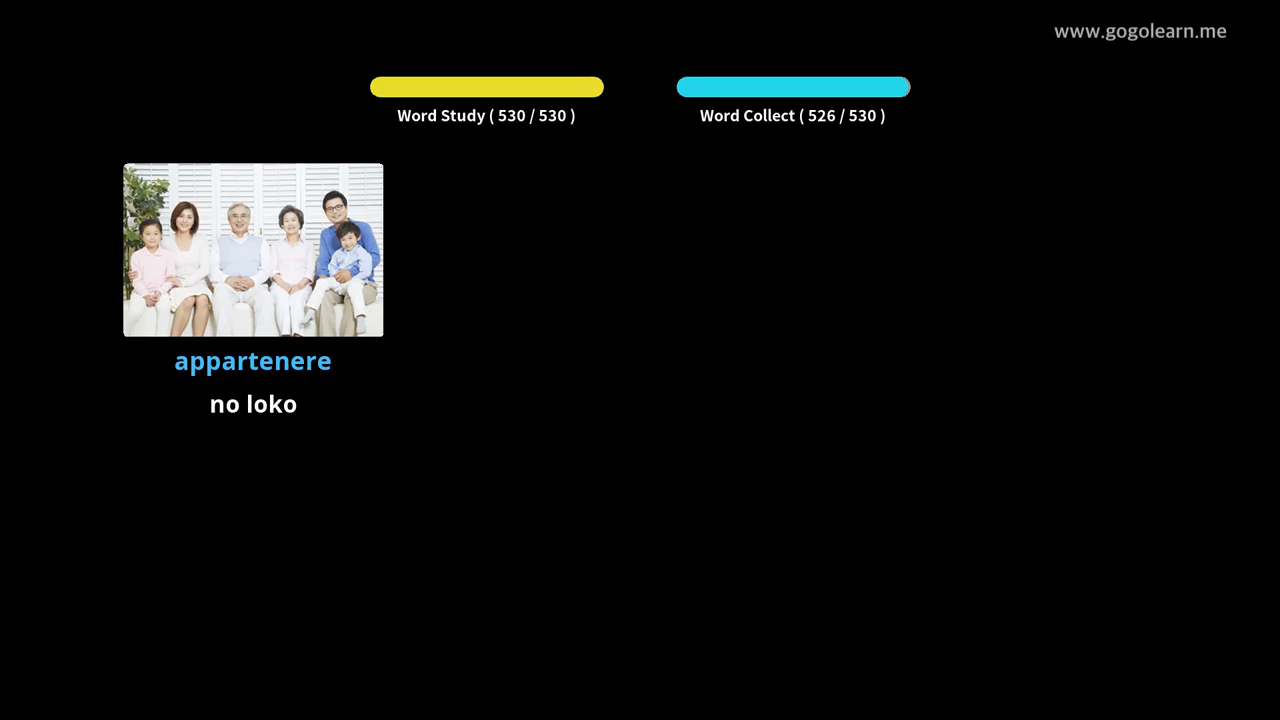 www.gogolearn.me
Word Study ( 530 / 530 )
Word Collect ( 526 / 530 )
appartenere
no loko